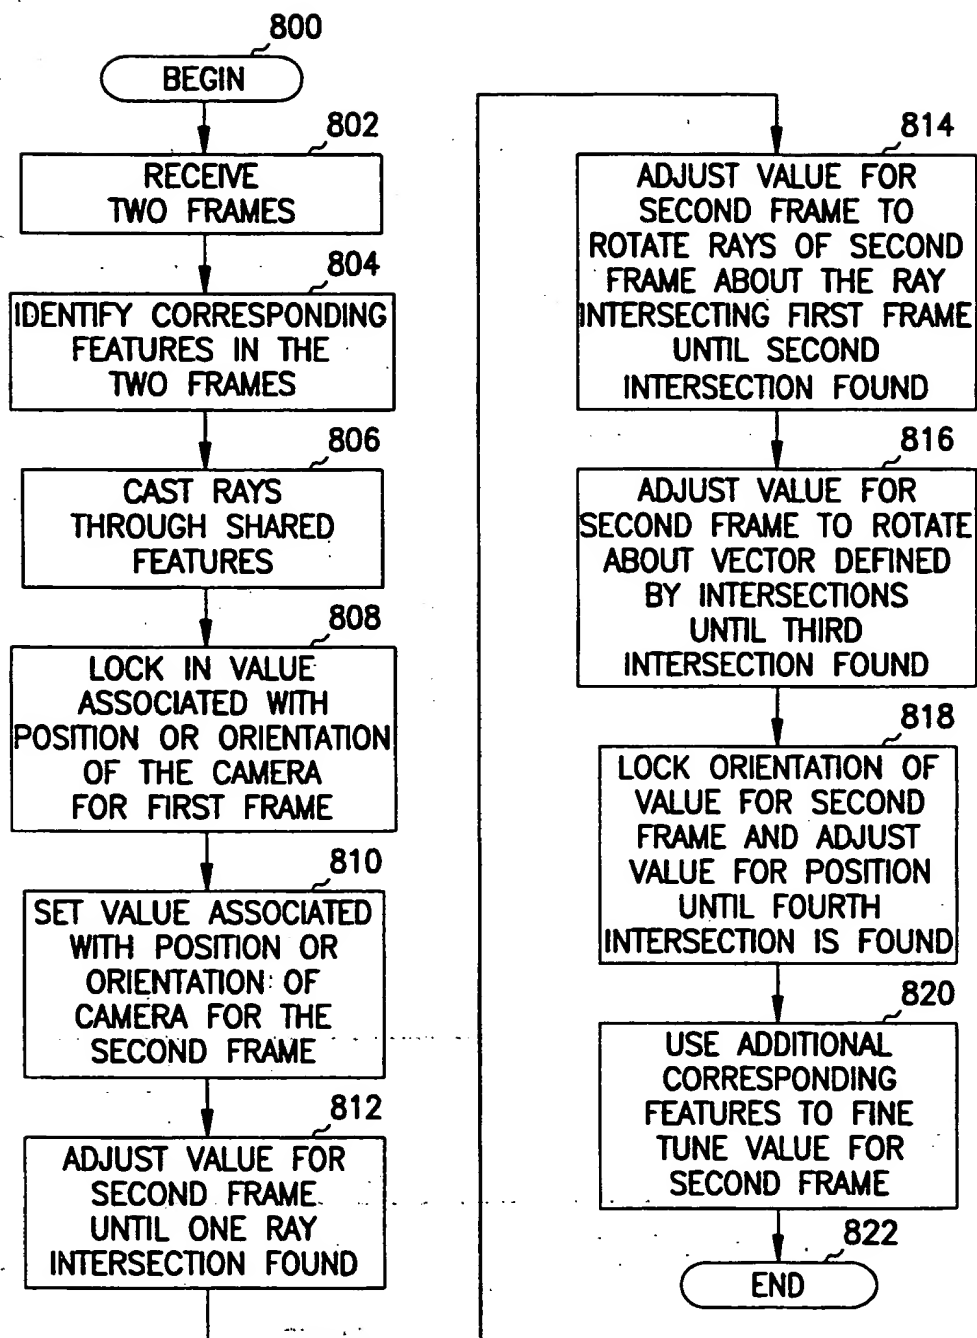 800
BEGIN
802
RECEIVE
TWO FRAMES
804
IDENTIFY CORRESPONDING
FEATURES IN THE
TWO FRAMES
806
CAST RAYS
THROUGH SHARED
FEATURES
808
LOCK IN VALUE
ASSOCIATED WITH
POSITION OR ORIENTATION
OF THE CAMERA
FOR FIRST FRAME
810
SET VALUE ASSOCIATED
WITH POSITION OR
ORIENTATION OF
CAMERA FOR THE
SECOND FRAME
812
ADJUST VALUE FOR
SECOND FRAME
UNTIL ONE RAY
INTERSECTION FOUND
814
ADJUST VALUE FOR
SECOND FRAME TO
ROTATE RAYS OF SECOND
FRAME ABOUT THE RAY
INTERSECTING FIRST FRAME
UNTIL SECOND
INTERSECTION FOUND
816
ADJUST VALUE FOR
SECOND FRAME TO ROTATE
ABOUT VECTOR DEFINED
BY INTERSECTIONS
UNTIL THIRD
INTERSECTION FOUND
818
LOCK ORIENTATION OF
VALUE FOR SECOND
FRAME AND ADJUST
VALUE FOR POSITION
UNTIL FOURTH
INTERSECTION IS FOUND
820
USE ADDITIONAL
CORRESPONDING
FEATURES TO FINE
TUNE VALUE FOR
SECOND FRAME
822
END